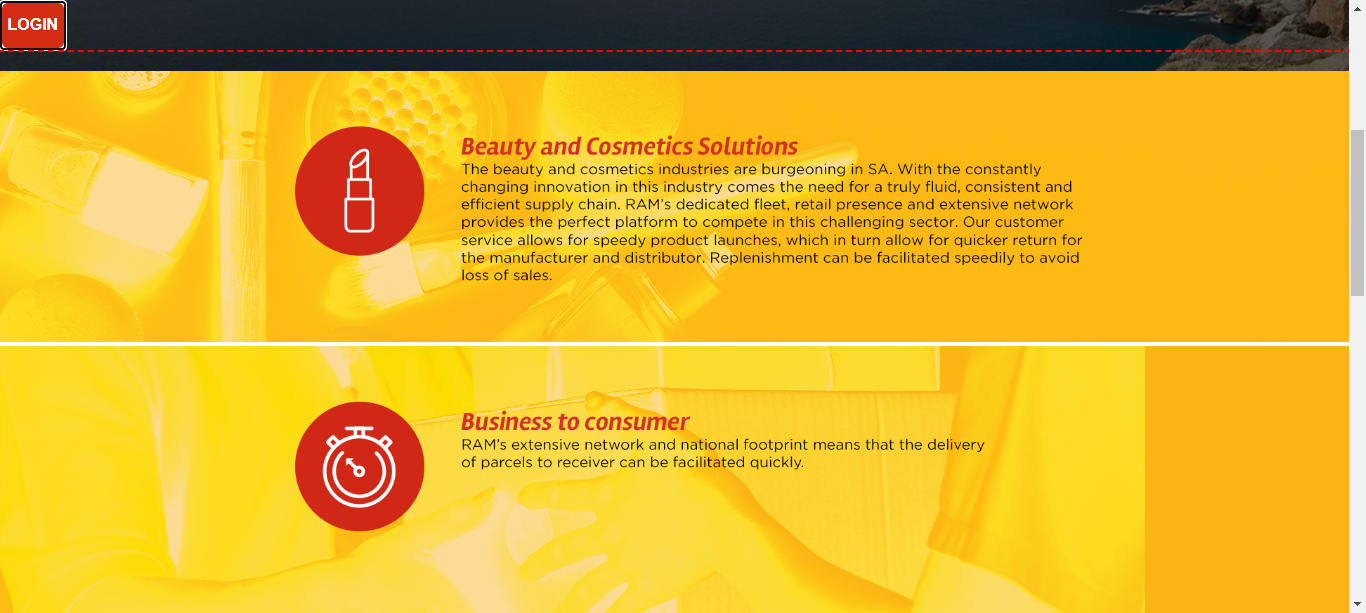 LOGIN
Beauty and Cosmetics Solutions
The beauty and cosmetics industries are burgeoning in SA. With the constantly
changing innovation in this industry comes the need for a truly fluid, consistent and
efficient supply chain. RAM's dedicated fleet, retail presence and extensive network
provides the perfect platform to compete in this challenging sector. Our customer
service allows for speedy product launches, which in turn allow for quicker return for
the manufacturer and distributor. Replenishment can be facilitated speedily to avoid
loss of sales.
Business to consumer
RAM's extensive network and national footprint means that the delivery
of parcels to receiver can be facilitated quickly.